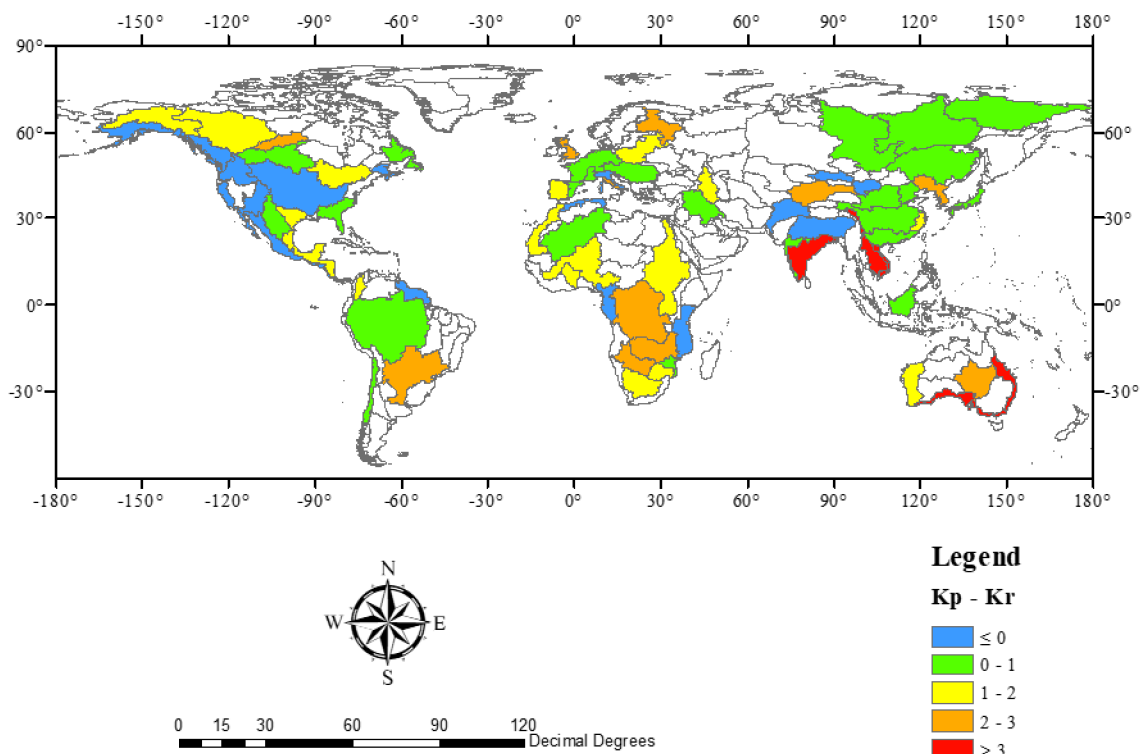 -150° -120° -90° -60° -30° 0° 30° 60° 90° 120° 150° 180°
90°
60° 60°
30° 30°
0° 0°
-30° -30°
-180° -150° -120° -90° -60° -30° 0° 30° 60° 90° 120° 150° 180°
Legend
Kp - Kr
≤ 0
0 - 1
1 - 2
2 - 3
> 3
N
W E
S
0 15 30 60 90 120
Decimal Degrees